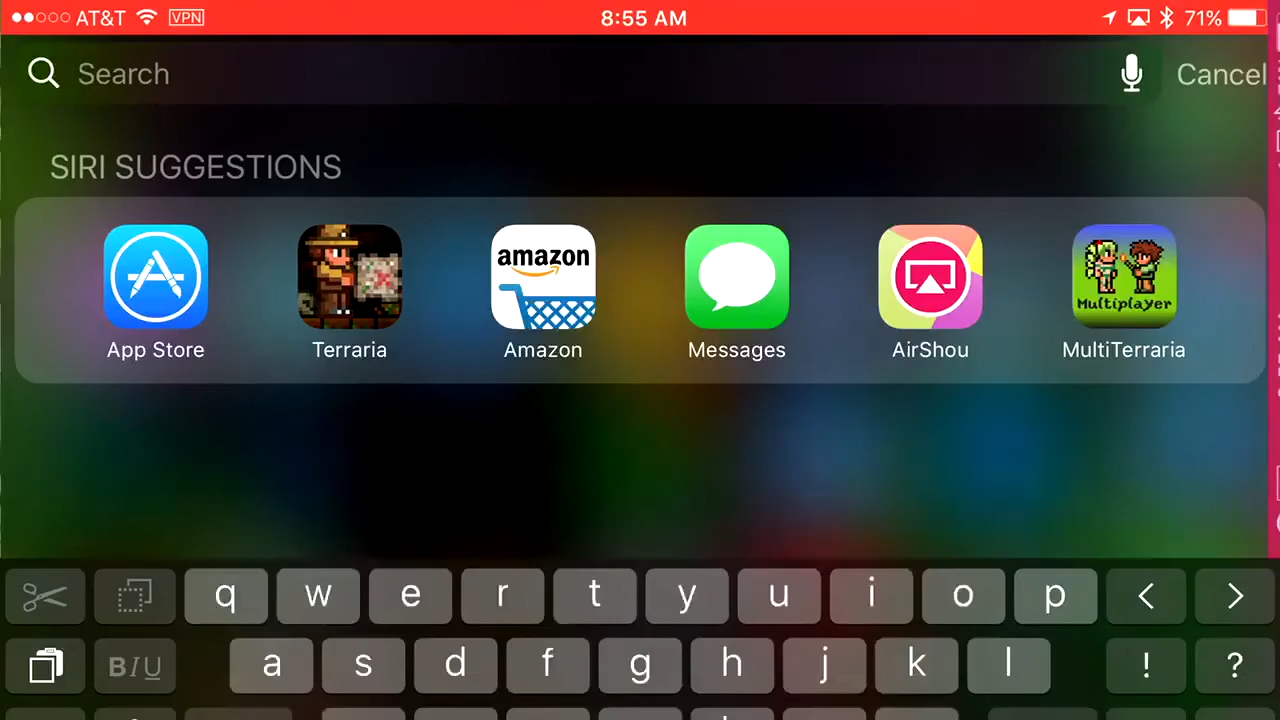 AT&T VPN 8:55 AM 71%
Search Cancel
SIRI SUGGESTIONS
amazon
Multiplayer
App Store Terraria Amazon Messages AirShou MultiTerraria
q w e r t y u i o p < >
B I U a s d f g h j k l ! ?